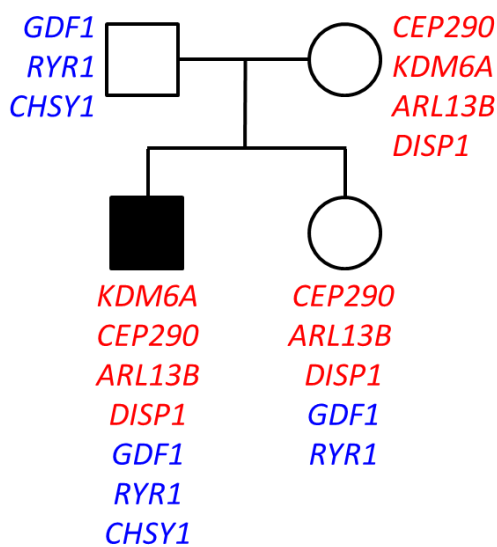 GDF1
RYR1
CHSY1
CEP290
KDM6A
ARL13B
DISP1
KDM6A
CEP290
ARL13B
DISP1
GDF1
RYR1
CHSY1
CEP290
ARL13B
DISP1
GDF1
RYR1